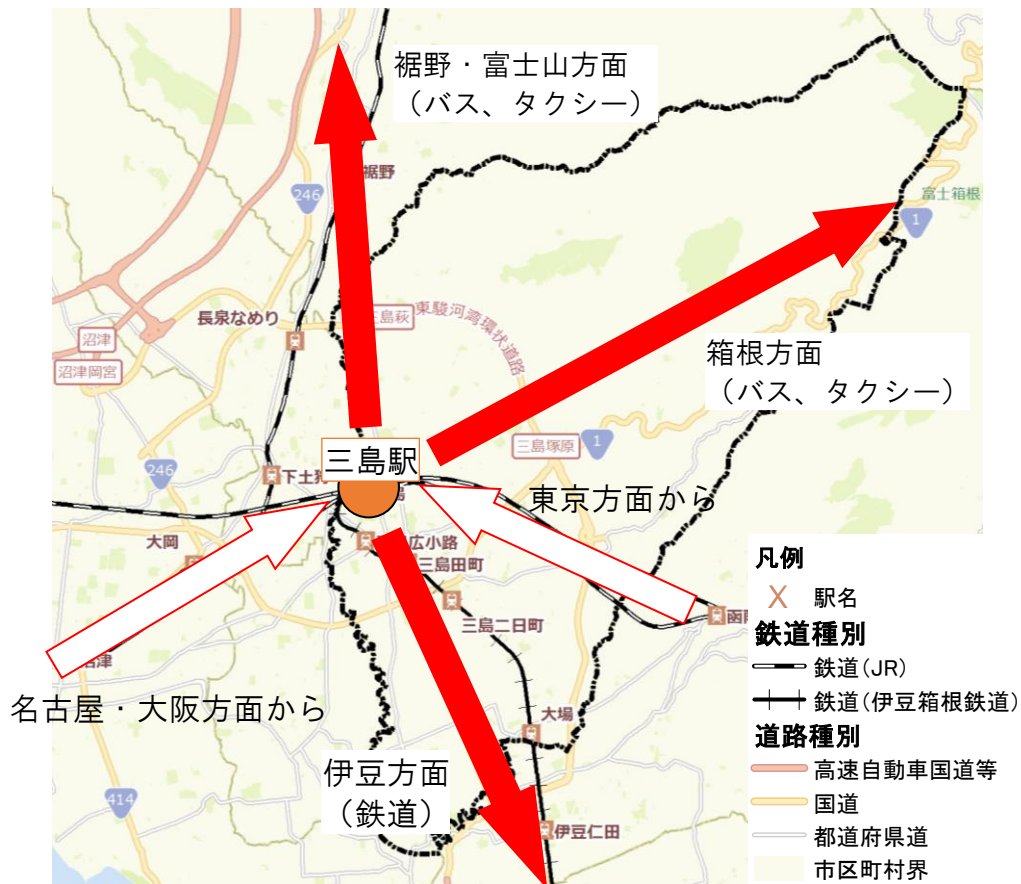 裾野・富士山方面
（バス、タクシー）
裾野
246
富士箱根
1
長泉なめり
三島萩
東駿河湾環状道路
沼津
沼津岡宮
箱根方面
（バス、タクシー）
三島塚原
1
三島駅
246
下土狩
東京方面から
大岡
広小路
三島田町
三島二日町
函
沼津
名古屋・大阪方面から
大場
伊豆方面
（鉄道）
414
伊豆仁田
凡例
X 駅名
鉄道種別
鉄道（JR）
鉄道（伊豆箱根鉄道）
道路種別
高速自動車国道等
国道
都道府県道
市区町村界